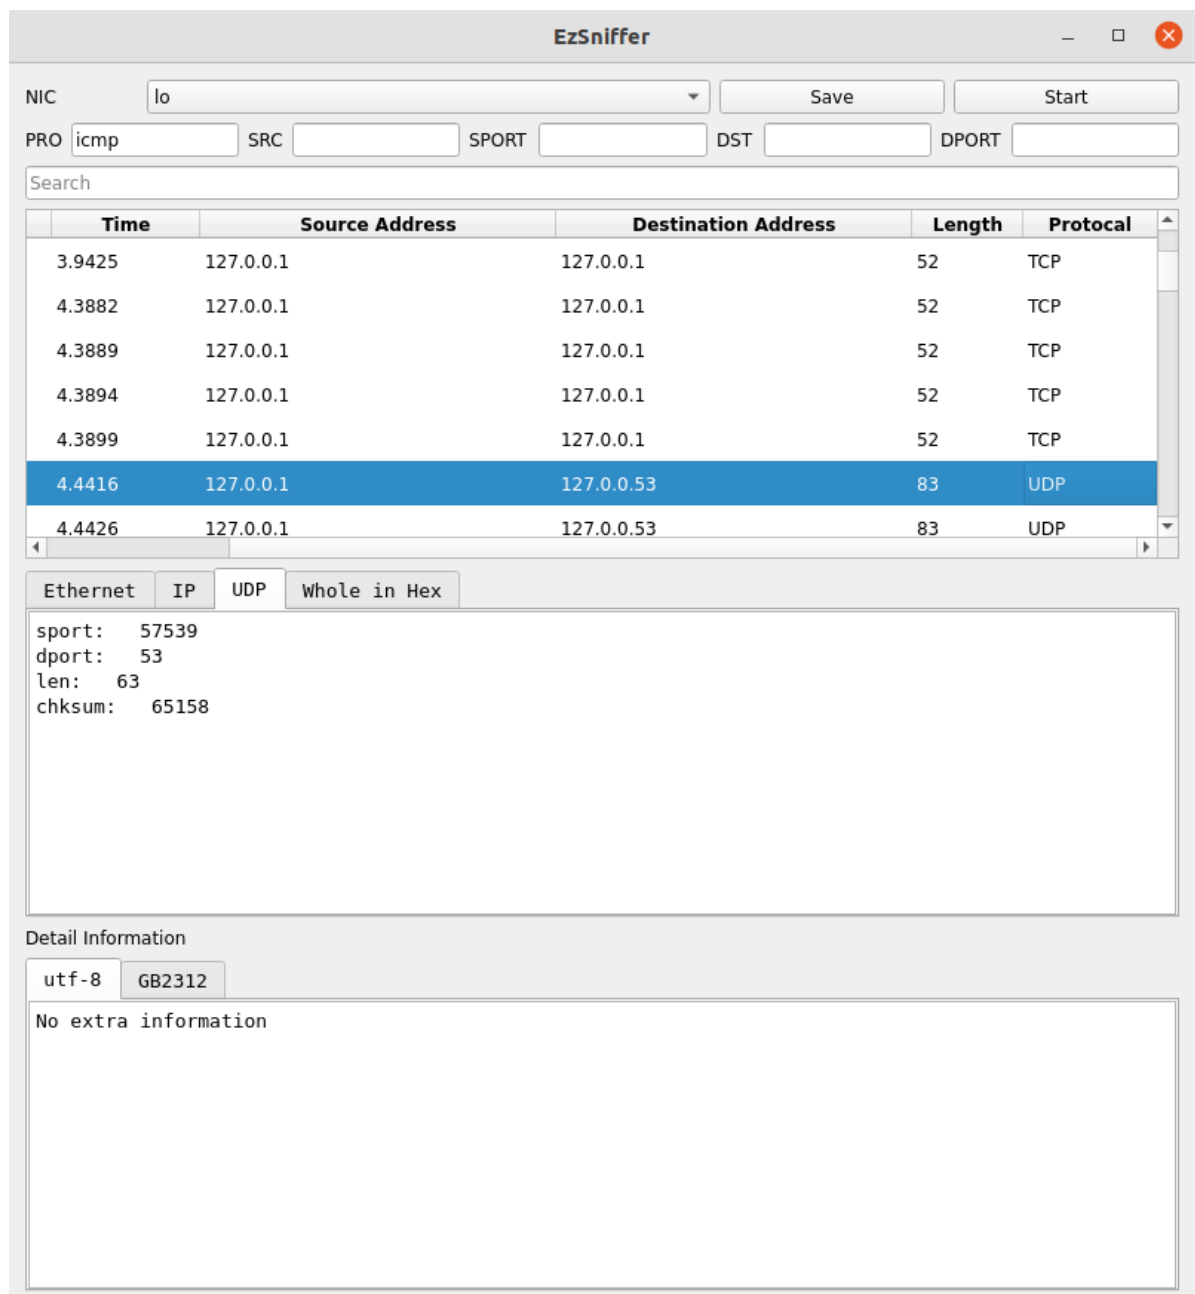 EzSniffer
NIC lo Save Start
PRO icmp SRC SPORT DST DPORT
Search
Time Source Address Destination Address Length Protocal
3.9425 127.0.0.1 127.0.0.1 52 TCP
4.3882 127.0.0.1 127.0.0.1 52 TCP
4.3889 127.0.0.1 127.0.0.1 52 TCP
4.3894 127.0.0.1 127.0.0.1 52 TCP
4.3899 127.0.0.1 127.0.0.1 52 TCP
4.4416 127.0.0.1 127.0.0.53 83 UDP
4.4426 127.0.0.1 127.0.0.53 83 UDP
Ethernet IP UDP Whole in Hex
sport: 57539
dport: 53
len: 63
chksum: 65158
Detail Information
utf-8 GB2312
No extra information